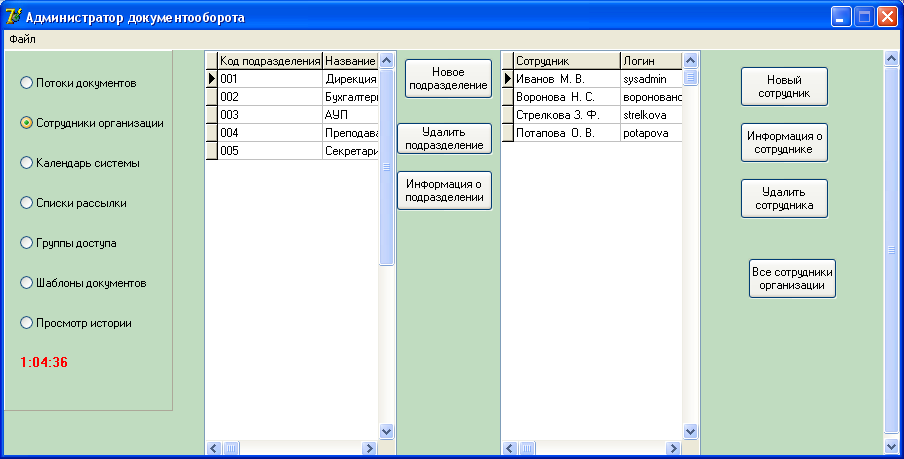 Администратор документооборота
Файл
Потоки документов
Сотрудники организации
Календарь системы
Списки рассылки
Группы доступа
Шаблоны документов
Просмотр истории
1:04:36
Код подразделения Название
001 Дирекция
002 Бухгалтери
003 АУП
004 Преподава
005 Секретари
Новое
подразделение
Удалить
подразделение
Информация о
подразделении
Сотрудник Логин
Иванов М. В. sysadmin
Воронова Н. С. вороновано
Стрелкова З. Ф. strelkova
Потапова О. В. potapova
Новый
сотрудник
Информация о
сотруднике
Удалить
сотрудника
Все сотрудники
организации